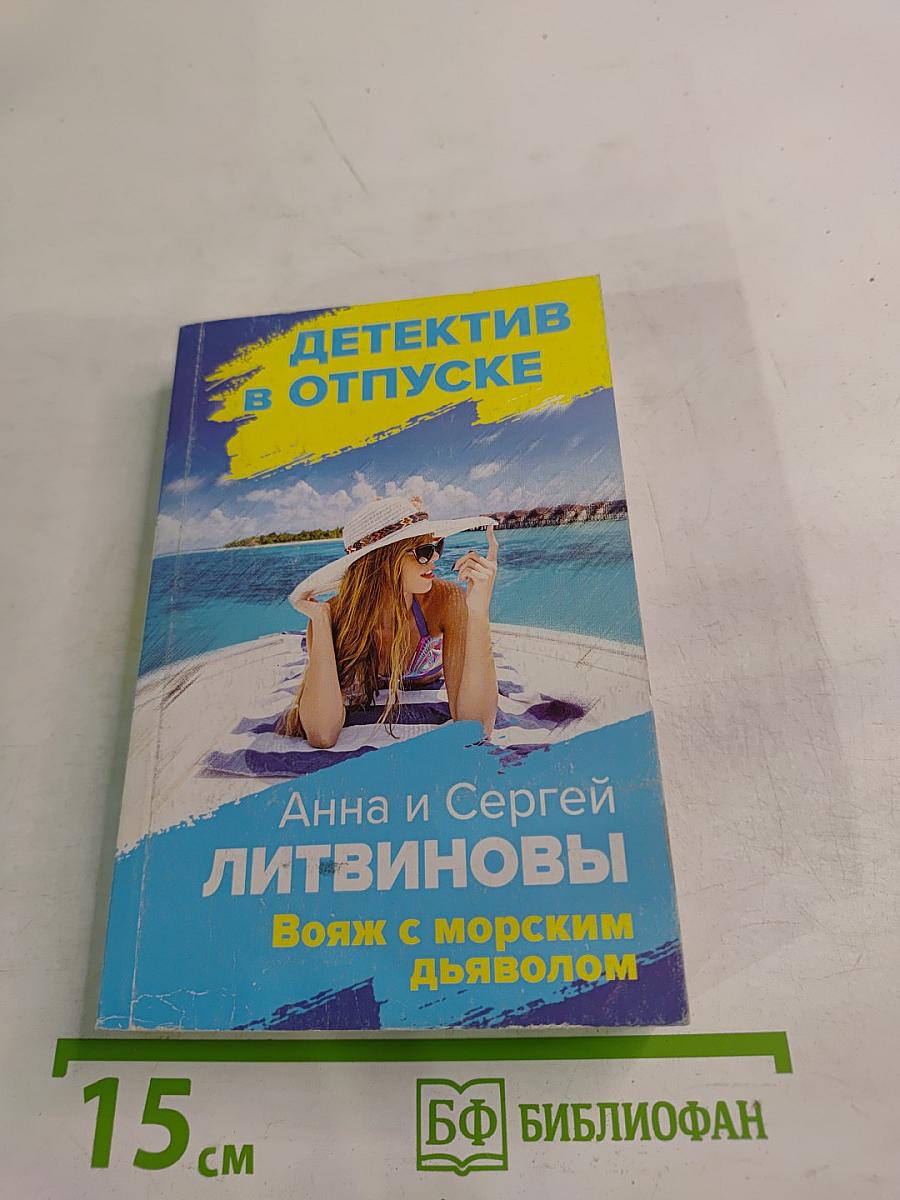 ДЕТЕКТИВ
в ОТПУСКЕ
Анна и Сергей
ЛИТВИНОВЫ
Вояж с морским
дьяволом
15 см
БФ БИБЛИОФАН